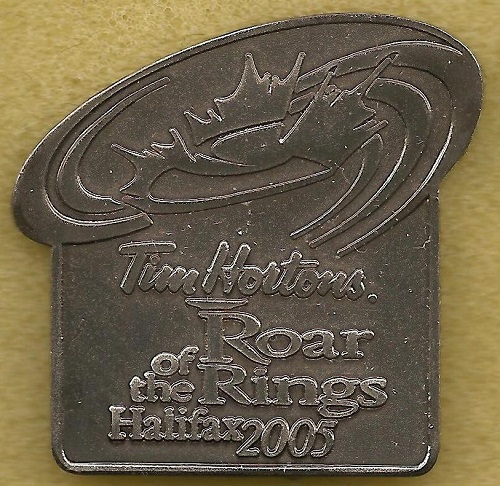 Tim Hortons.
Roar
of
the Rings
Halifax 2005